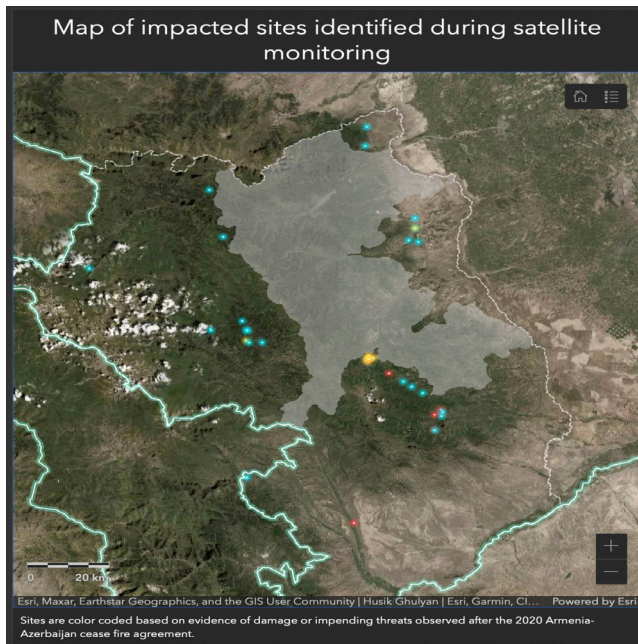 Map of impacted sites identified during satellite
monitoring
0
20 km
+
−
Esri, Maxar, Earthstar Geographics, and the GIS User Community | Husik Ghulyan | Esri, Garmin, Cl... Powered by Esri
Sites are color coded based on evidence of damage or impending threats observed after the 2020 Armenia-
Azerbaijan cease fire agreement.